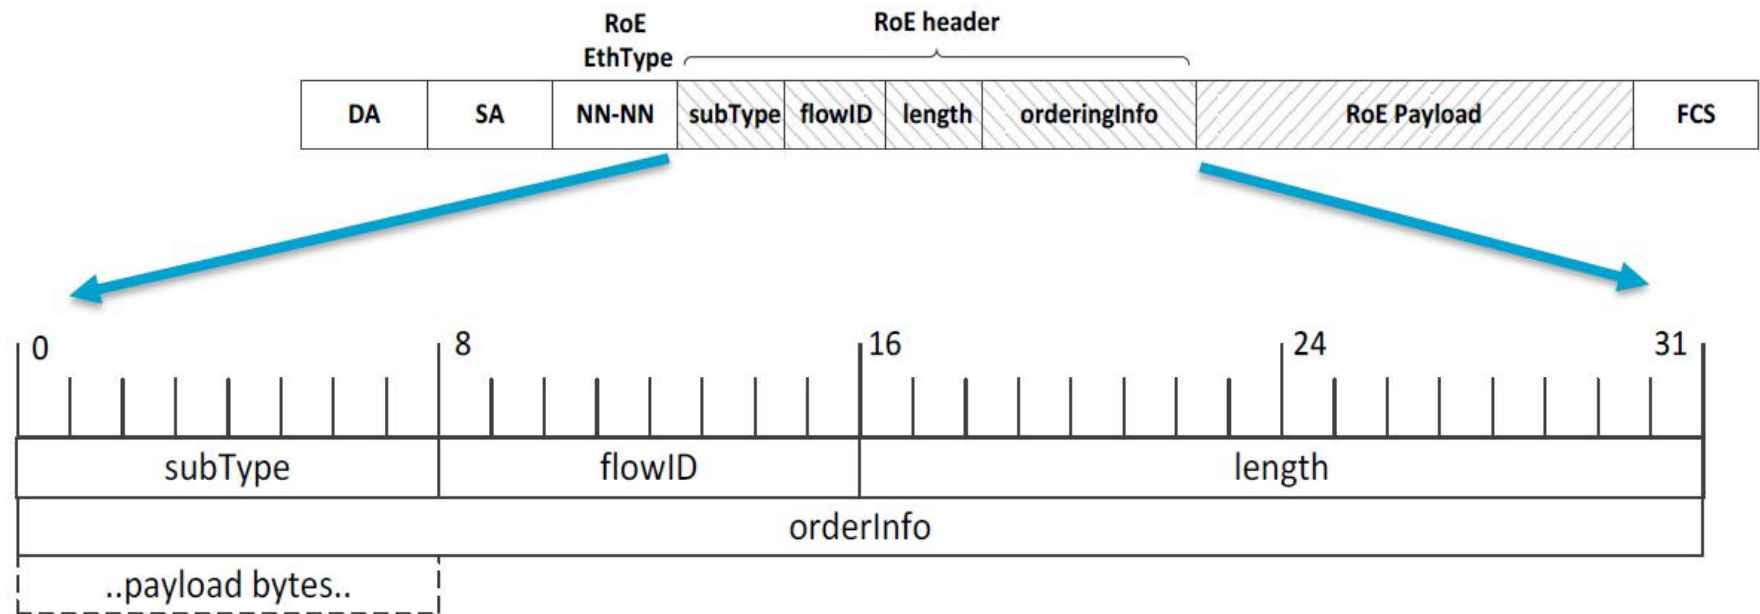 RoE
EthType
RoE header
DA SA NN-NN subType flowID length orderingInfo RoE Payload FCS
0 8 16 24 31
subType flowID length
orderInfo
..payload bytes..